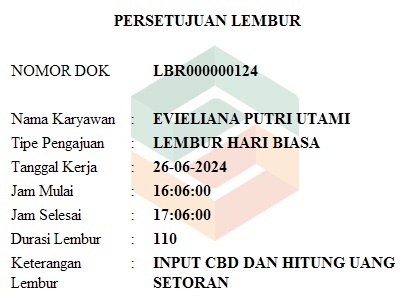 PERSETUJUAN LEMBUR
NOMOR DOK LBR000000124
Nama Karyawan : EVIELIANA PUTRI UTAMI
Tipe Pengajuan : LEMBUR HARI BIASA
Tanggal Kerja : 26-06-2024
Jam Mulai : 16:06:00
Jam Selesai : 17:06:00
Durasi Lembur : 110
Keterangan : INPUT CBD DAN HITUNG UANG
Lembur SETORAN